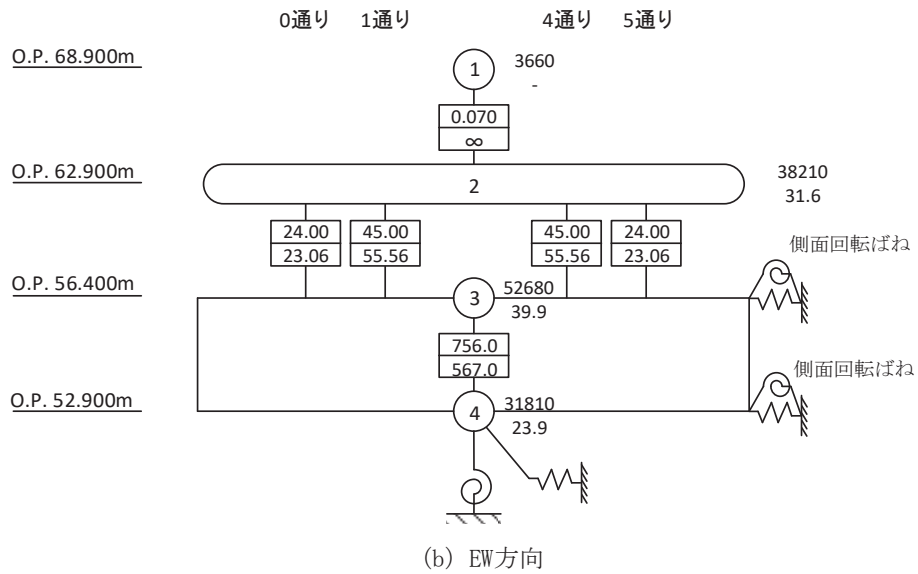 0通り 1通り 4通り 5通り
O.P. 68.900m 1 3660
-
0.070
∞
O.P. 62.900m 2 38210
31.6
24.00 45.00 45.00 24.00
23.06 55.56 55.56 23.06
側面回転ばね
O.P. 56.400m 3 52680
39.9
756.0
567.0
側面回転ばね
O.P. 52.900m 4 31810
23.9
(b) EW方向